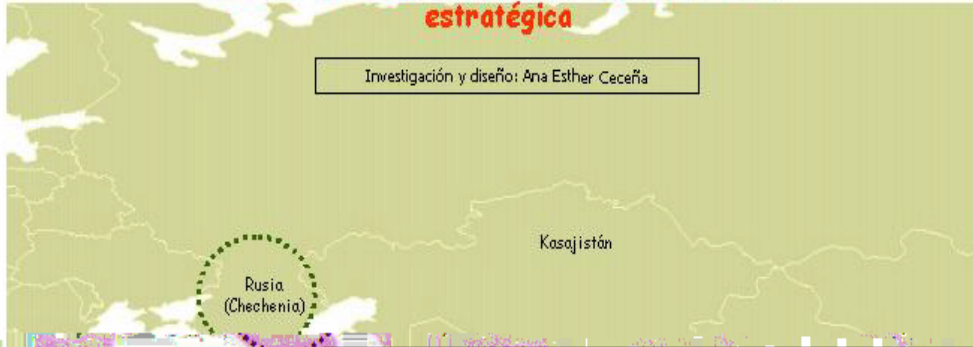 estratégica
Investigación y diseño: Ana Esther Ceceña
Kasajistán
Rusia
(Chechenia)